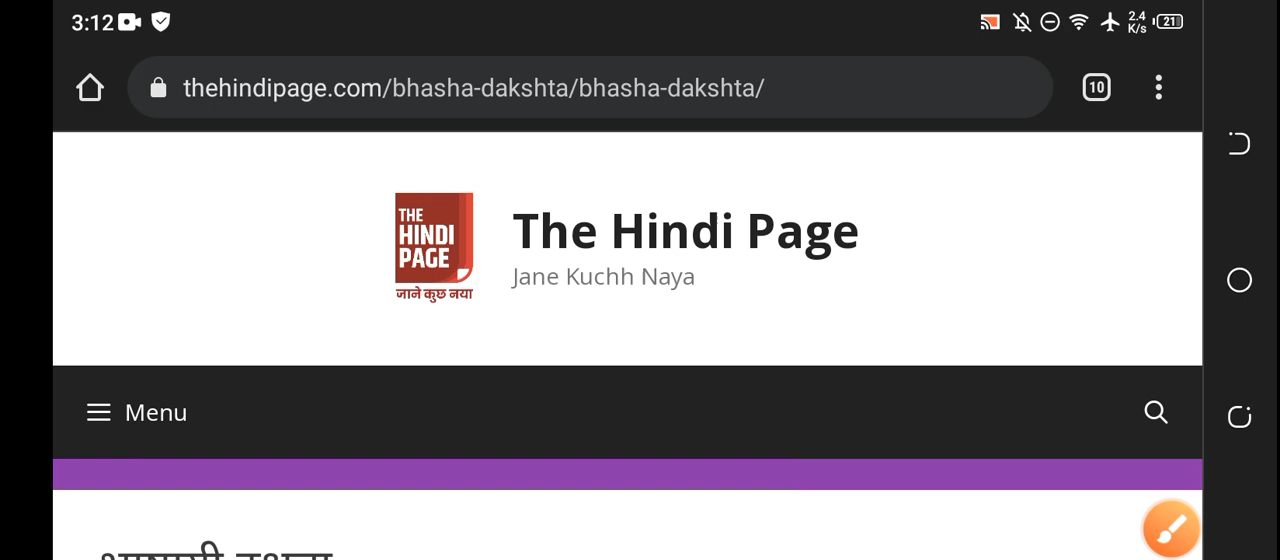 3:12
2.4
K/s
21
thehindipage.com/bhasha-dakshta/bhasha-dakshta/
10
THE
HINDI
PAGE
जाने कुछ नया
The Hindi Page
Jane Kuchh Naya
Menu